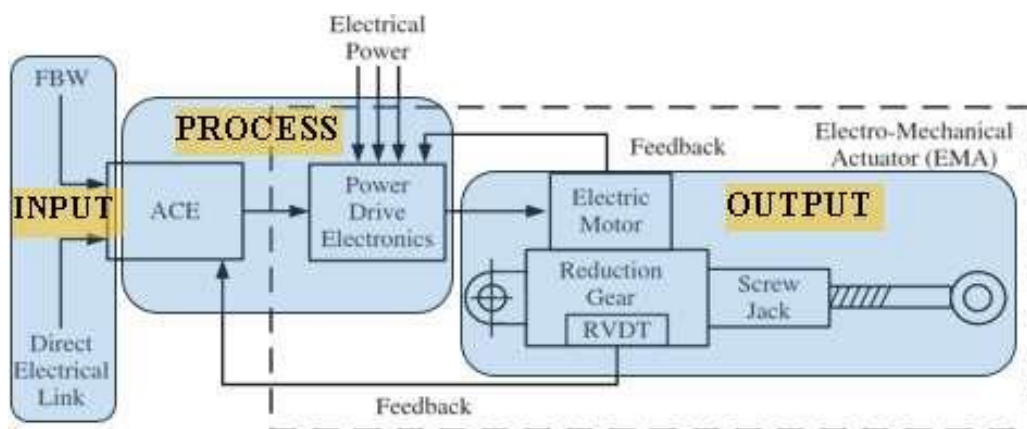 Electrical
Power
FBW
PROCESS
Feedback
Electro-Mechanical
Actuator (EMA)
INPUT
ACE
Power
Drive
Electronics
Electric
Motor
OUTPUT
Reduction
Gear
RVDT
Screw
Jack
Direct
Electrical
Link
Feedback